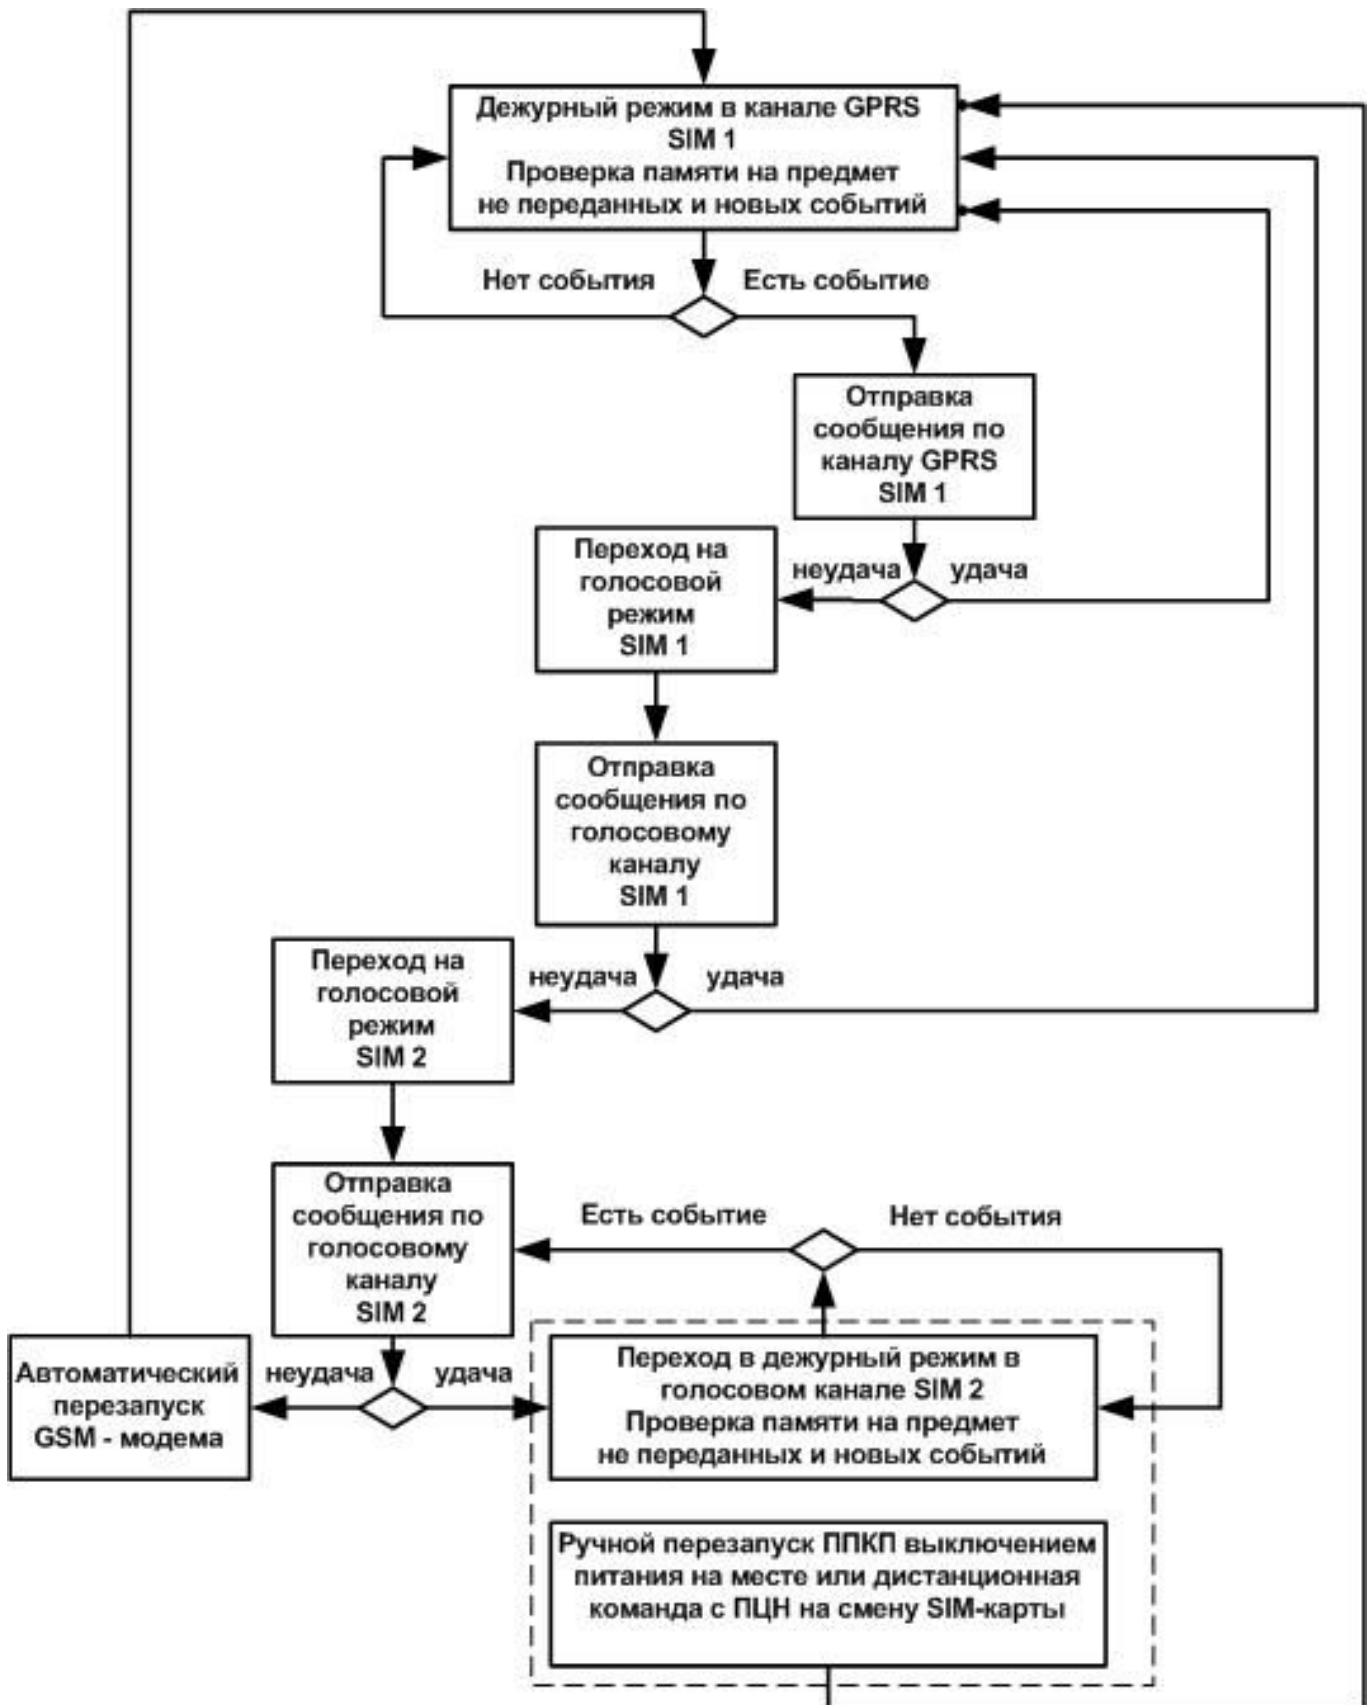 Дежурный режим в канале GPRS
SIM 1
Проверка памяти на предмет
не переданных и новых событий
Нет события
Есть событие
Отправка
сообщения по
каналу GPRS
SIM 1
неудача
удача
Переход на
голосовой
режим
SIM 1
Отправка
сообщения по
голосовому
каналу
SIM 1
неудача
удача
Переход на
голосовой
режим
SIM 2
Отправка
сообщения по
голосовому
каналу
SIM 2
Есть событие
Нет события
неудача
удача
Автоматический
перезапуск
GSM - модема
Переход в дежурный режим в
голосовом канале SIM 2
Проверка памяти на предмет
не переданных и новых событий
Ручной перезапуск ППКП выключением
питания на месте или дистанционная
команда с ПЦН на смену SIM-карты